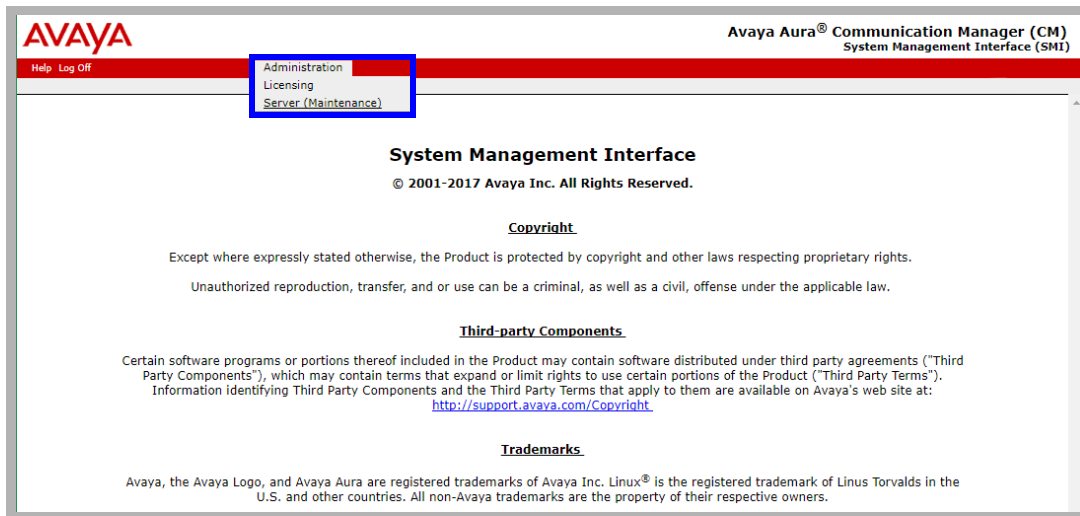 AVAYA
Avaya Aura® Communication Manager (CM)
System Management Interface (SMI)
Help Log Off
Administration
Licensing
Server (Maintenance)
System Management Interface
© 2001-2017 Avaya Inc. All Rights Reserved.
Copyright
Except where expressly stated otherwise, the Product is protected by copyright and other laws respecting proprietary rights.
Unauthorized reproduction, transfer, and or use can be a criminal, as well as a civil, offense under the applicable law.
Third-party Components
Certain software programs or portions thereof included in the Product may contain software distributed under third party agreements ("Third
Party Components"), which may contain terms that expand or limit rights to use certain portions of the Product ("Third Party Terms").
Information identifying Third Party Components and the Third Party Terms that apply to them are available on Avaya's web site at:
http://support.avaya.com/Copyright
Trademarks
Avaya, the Avaya Logo, and Avaya Aura are registered trademarks of Avaya Inc. Linux® is the registered trademark of Linus Torvalds in the
U.S. and other countries. All non-Avaya trademarks are the property of their respective owners.